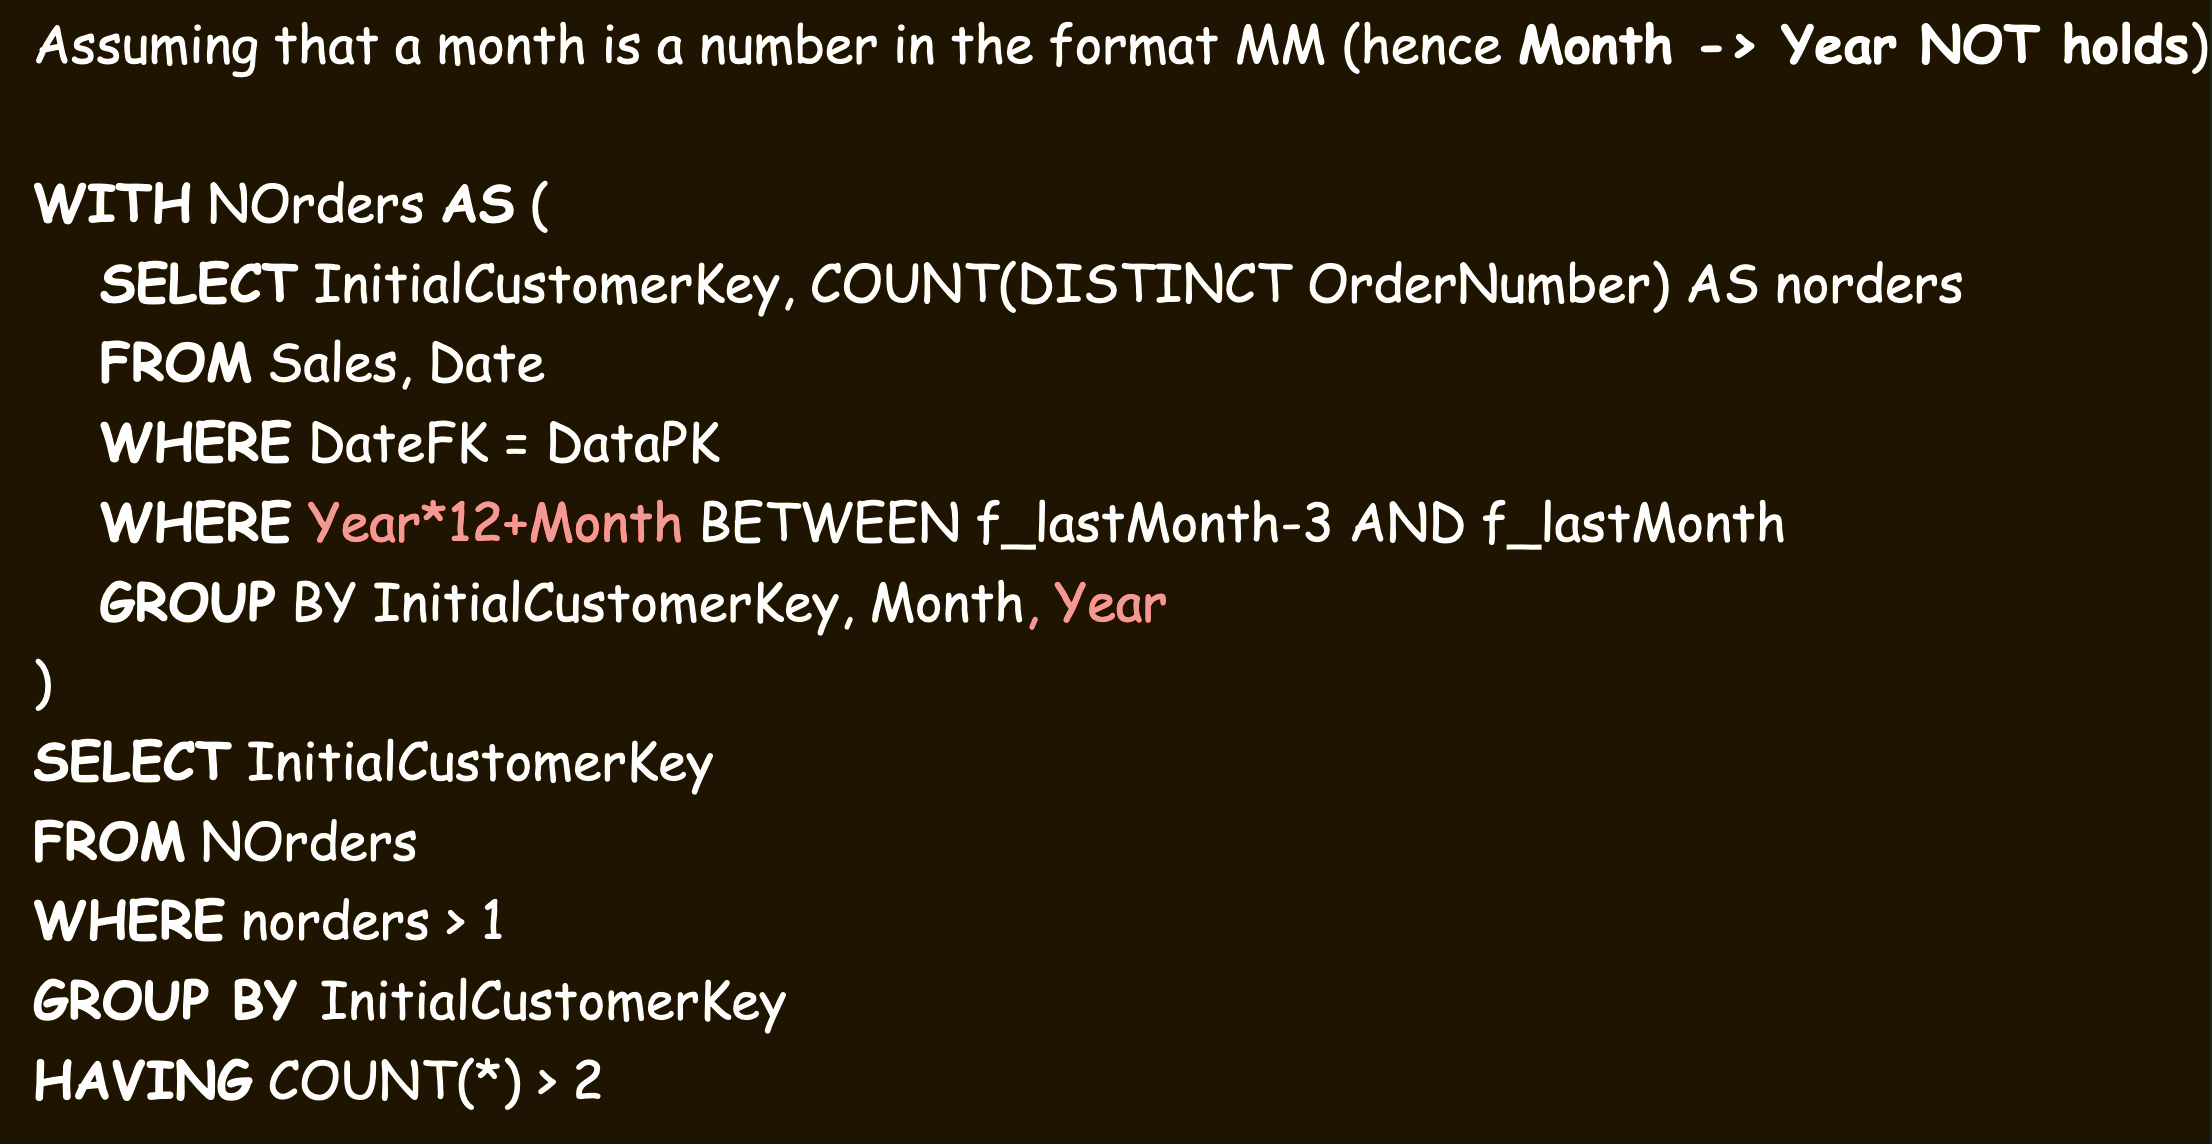 Assuming that a month is a number in the format MM (hence Month -> Year NOT holds)
WITH NOrders AS (
SELECT InitialCustomerKey, COUNT(DISTINCT OrderNumber) AS norders
FROM Sales, Date
WHERE DateFK = DataPK
WHERE Year*12+Month BETWEEN f_lastMonth-3 AND f_lastMonth
GROUP BY InitialCustomerKey, Month, Year
)
SELECT InitialCustomerKey
FROM NOrders
WHERE norders > 1
GROUP BY InitialCustomerKey
HAVING COUNT(*) > 2